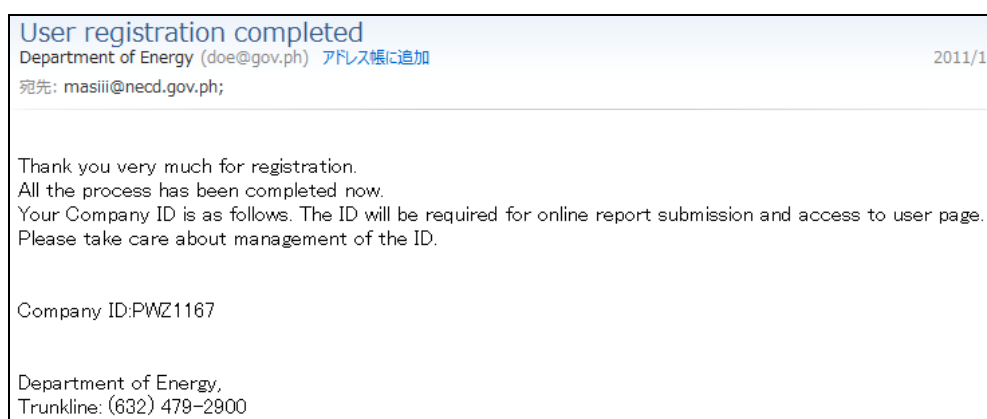 User registration completed
Department of Energy (doe@gov.ph) アドレス帳に追加
2011/1
宛先: masiii@necd.gov.ph;
Thank you very much for registration.
All the process has been completed now.
Your Company ID is as follows. The ID will be required for online report submission and access to user page.
Please take care about management of the ID.
Company ID:PWZ1167
Department of Energy,
Trunkline: (632) 479-2900